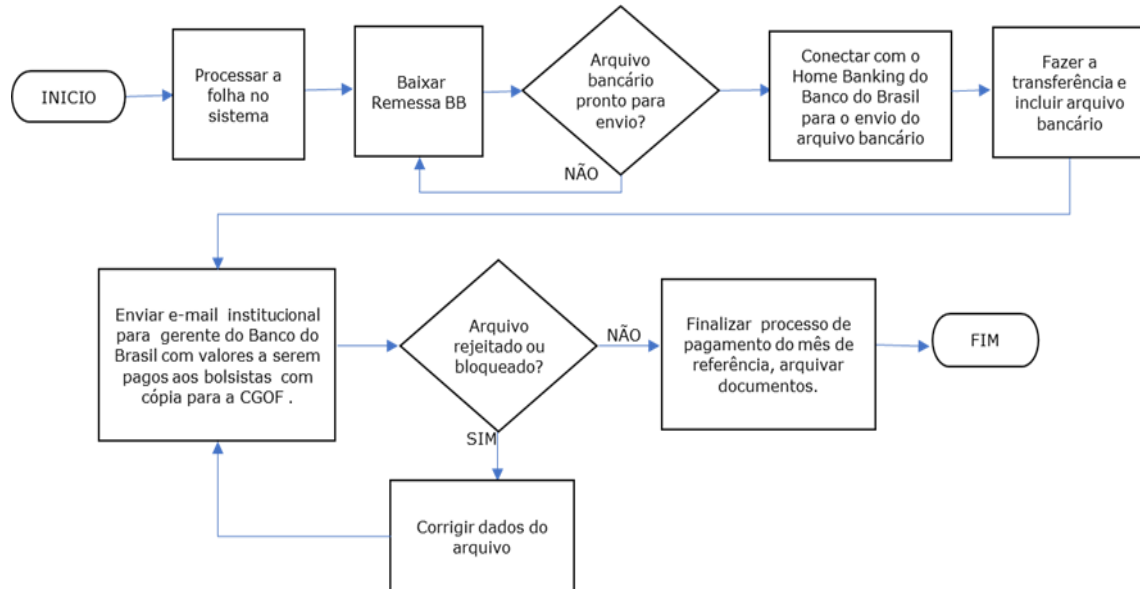 INICIO
Processar a
folha no
sistema
Baixar
Remessa BB
Arquivo
bancário
pronto para
envio?
NÃO
Conectar com o
Home Banking do
Banco do Brasil
para o envio do
arquivo bancário
Fazer a
transferência e
incluir arquivo
bancário
Enviar e-mail institucional
para gerente do Banco do
Brasil com valores a serem
pagos aos bolsistas com
cópia para a CGOF .
Arquivo
rejeitado ou
bloqueado?
NÃO
SIM
Finalizar processo de
pagamento do mês de
referência, arquivar
documentos.
FIM
Corrigir dados do
arquivo